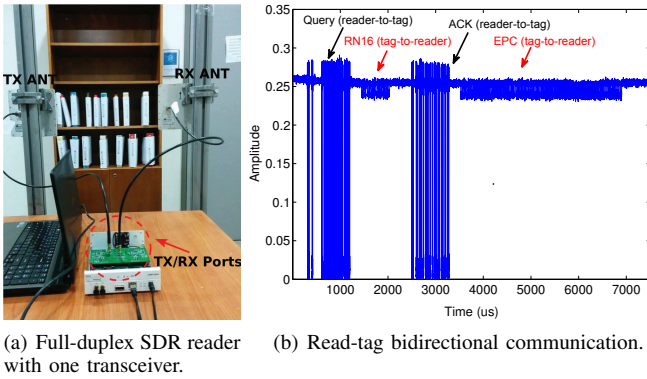 TX ANT
RX ANT
TX/RX Ports
(a) Full-duplex SDR reader
with one transceiver.
Query (reader-to-tag)
ACK (reader-to-tag)
RN16 (tag-to-reader)
EPC (tag-to-reader)
Amplitude
0.35
0.3
0.25
0.2
0.15
0.1
0.05
0
1000
2000
3000
4000
5000
6000
7000
Time (us)
(b) Read-tag bidirectional communication.